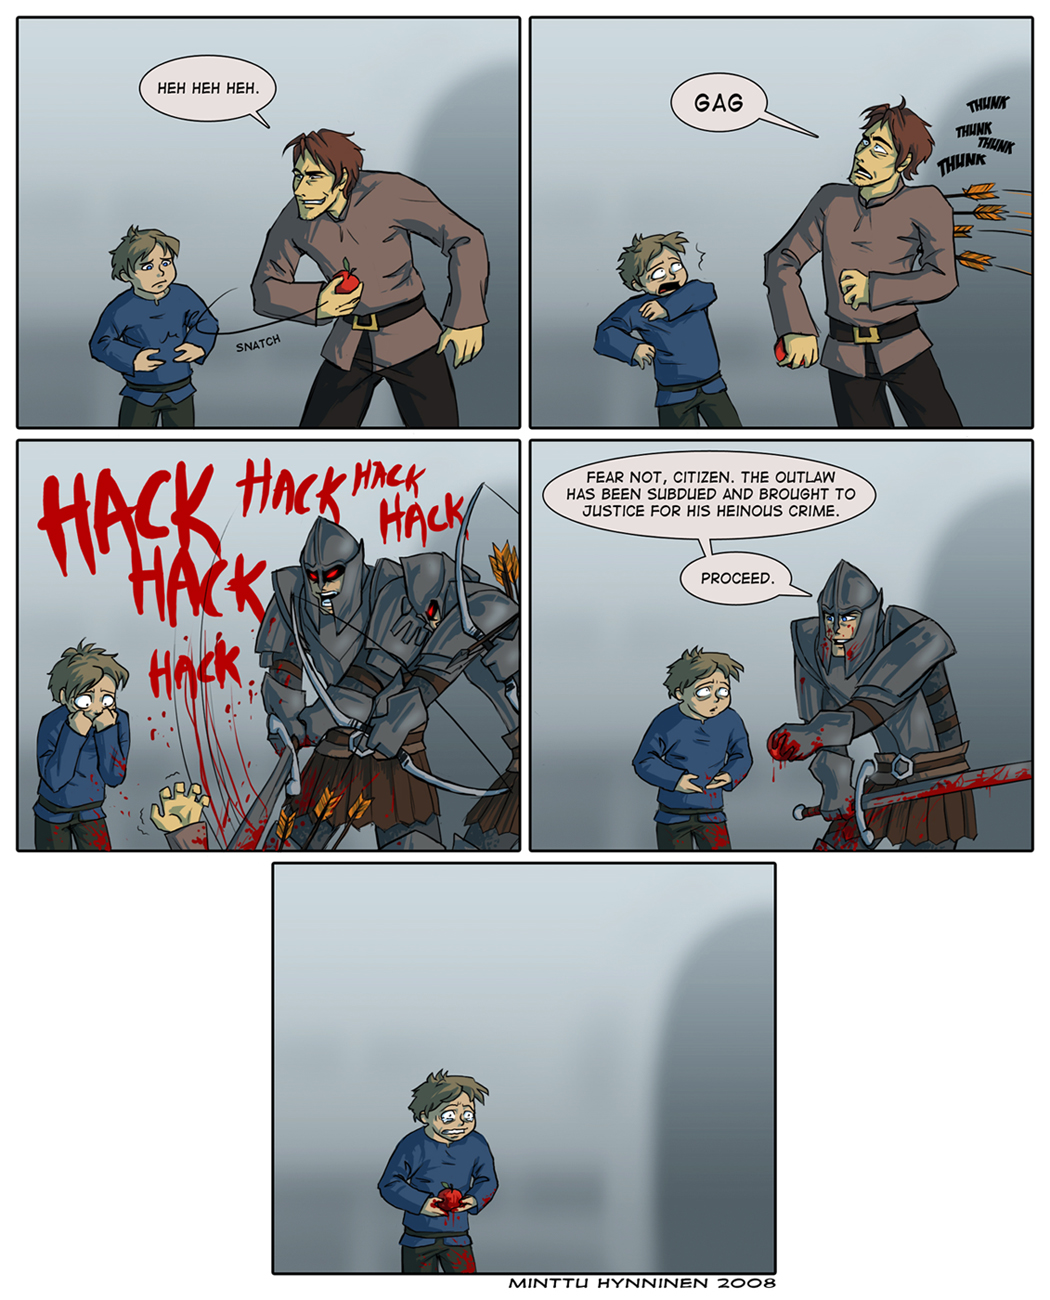 HEH HEH HEH.
SNATCH
GAG
THUNK
THUNK
THUNK
THUNK
HACK
HACK
HACK
HACK
HACK
HACK
FEAR NOT, CITIZEN. THE OUTLAW
HAS BEEN SUBDUED AND BROUGHT TO
JUSTICE FOR HIS HEINOUS CRIME.
PROCEED.
MINTTU HYNNINEN 2008